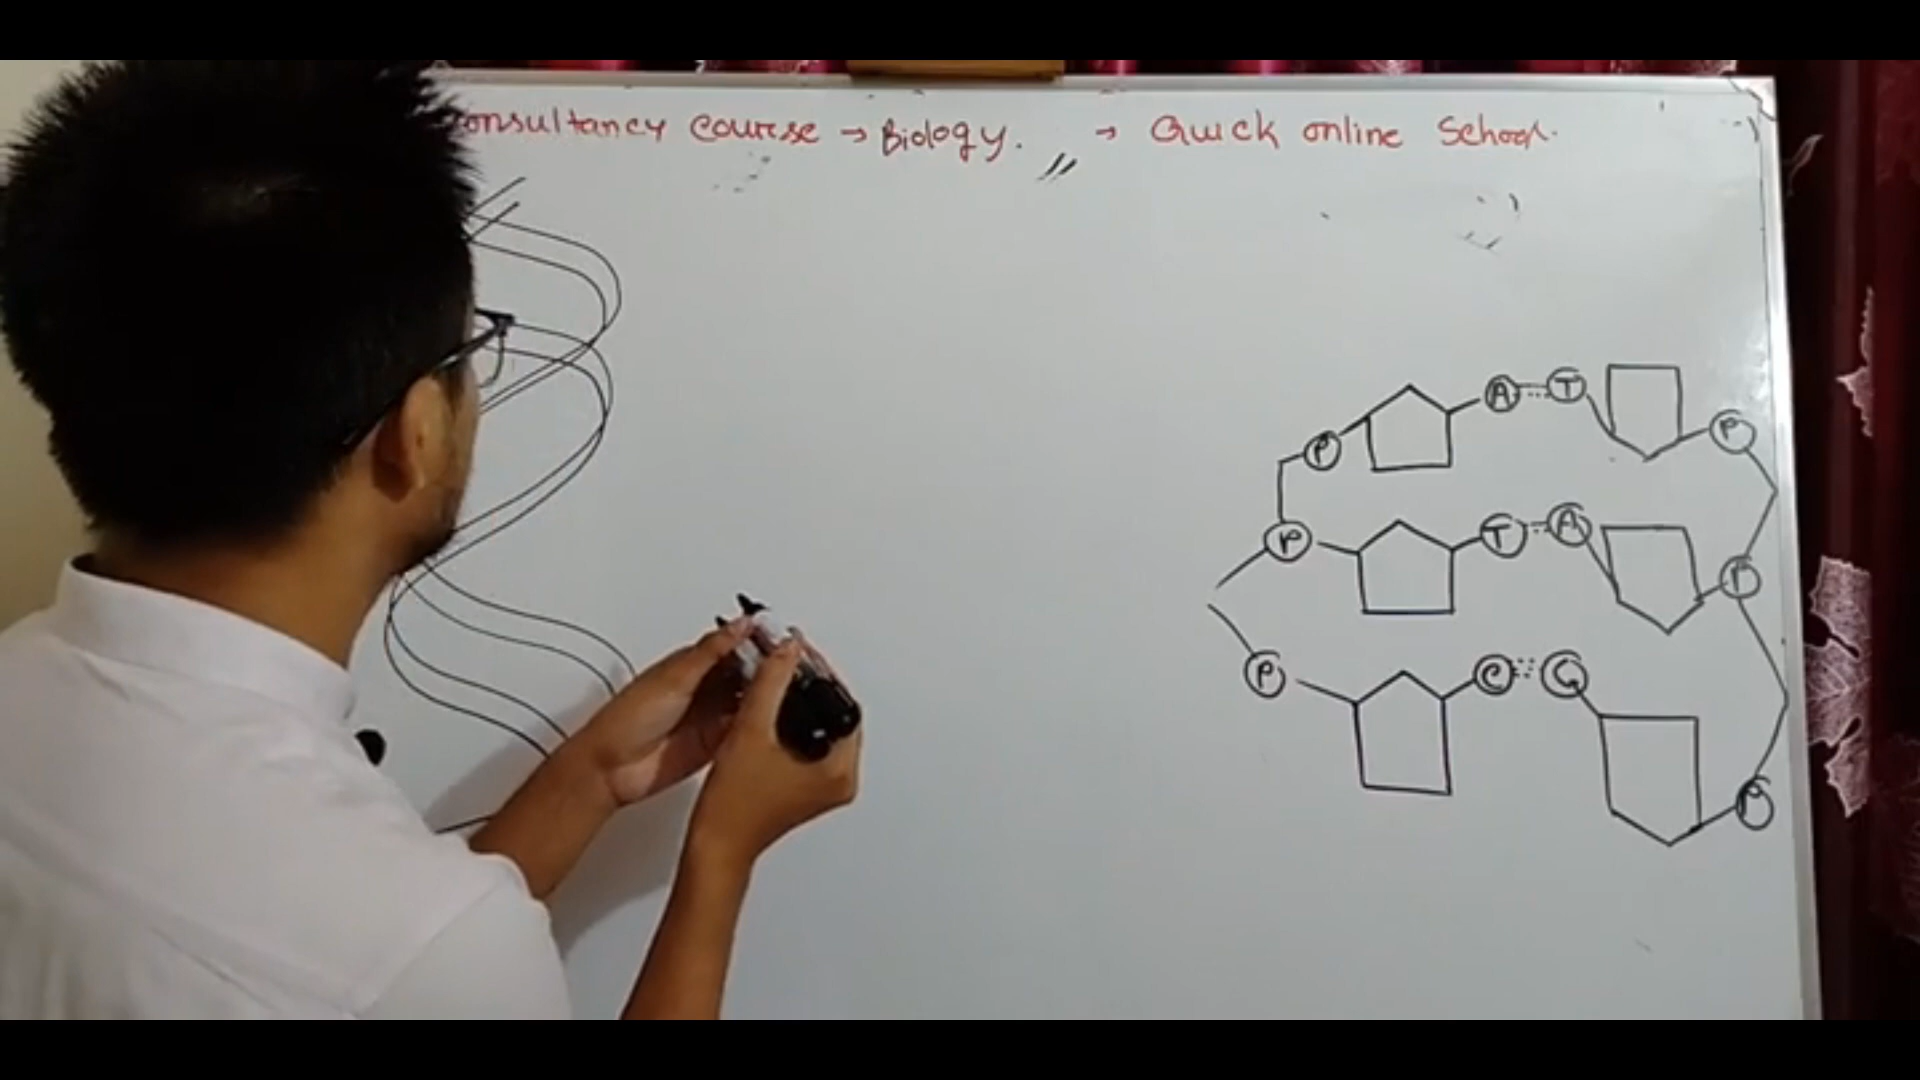 onsultancy course → Biology. → Quick online School.
A T
P P
P T A P
P C G
P